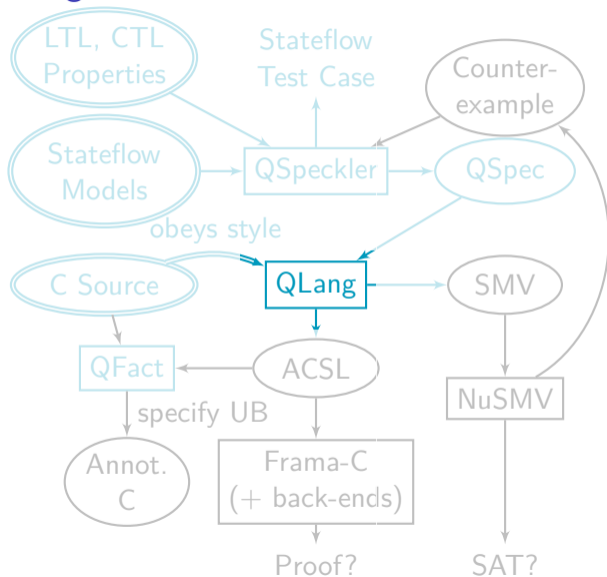 LTL, CTL
Properties
Stateflow
Test Case
Counter-
example
Stateflow
Models
QSpeckler
QSpec
obeys style
C Source
QLang
SMV
QFact
ACSL
NuSMV
specify UB
Annot.
C
Frama-C
(+ back-ends)
Proof?
SAT?